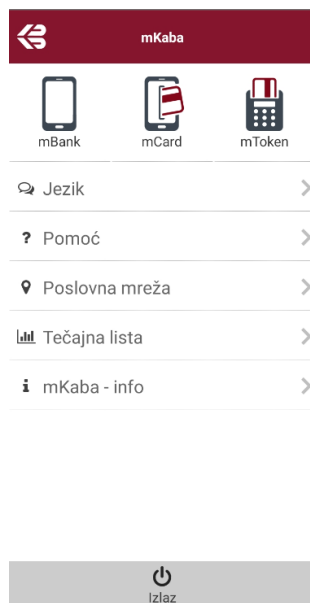 mKaba
mBank
mCard
mToken
Jezik
? Pomoć
Poslovna mreža
Tečajna lista
i mKaba - info
Izlaz